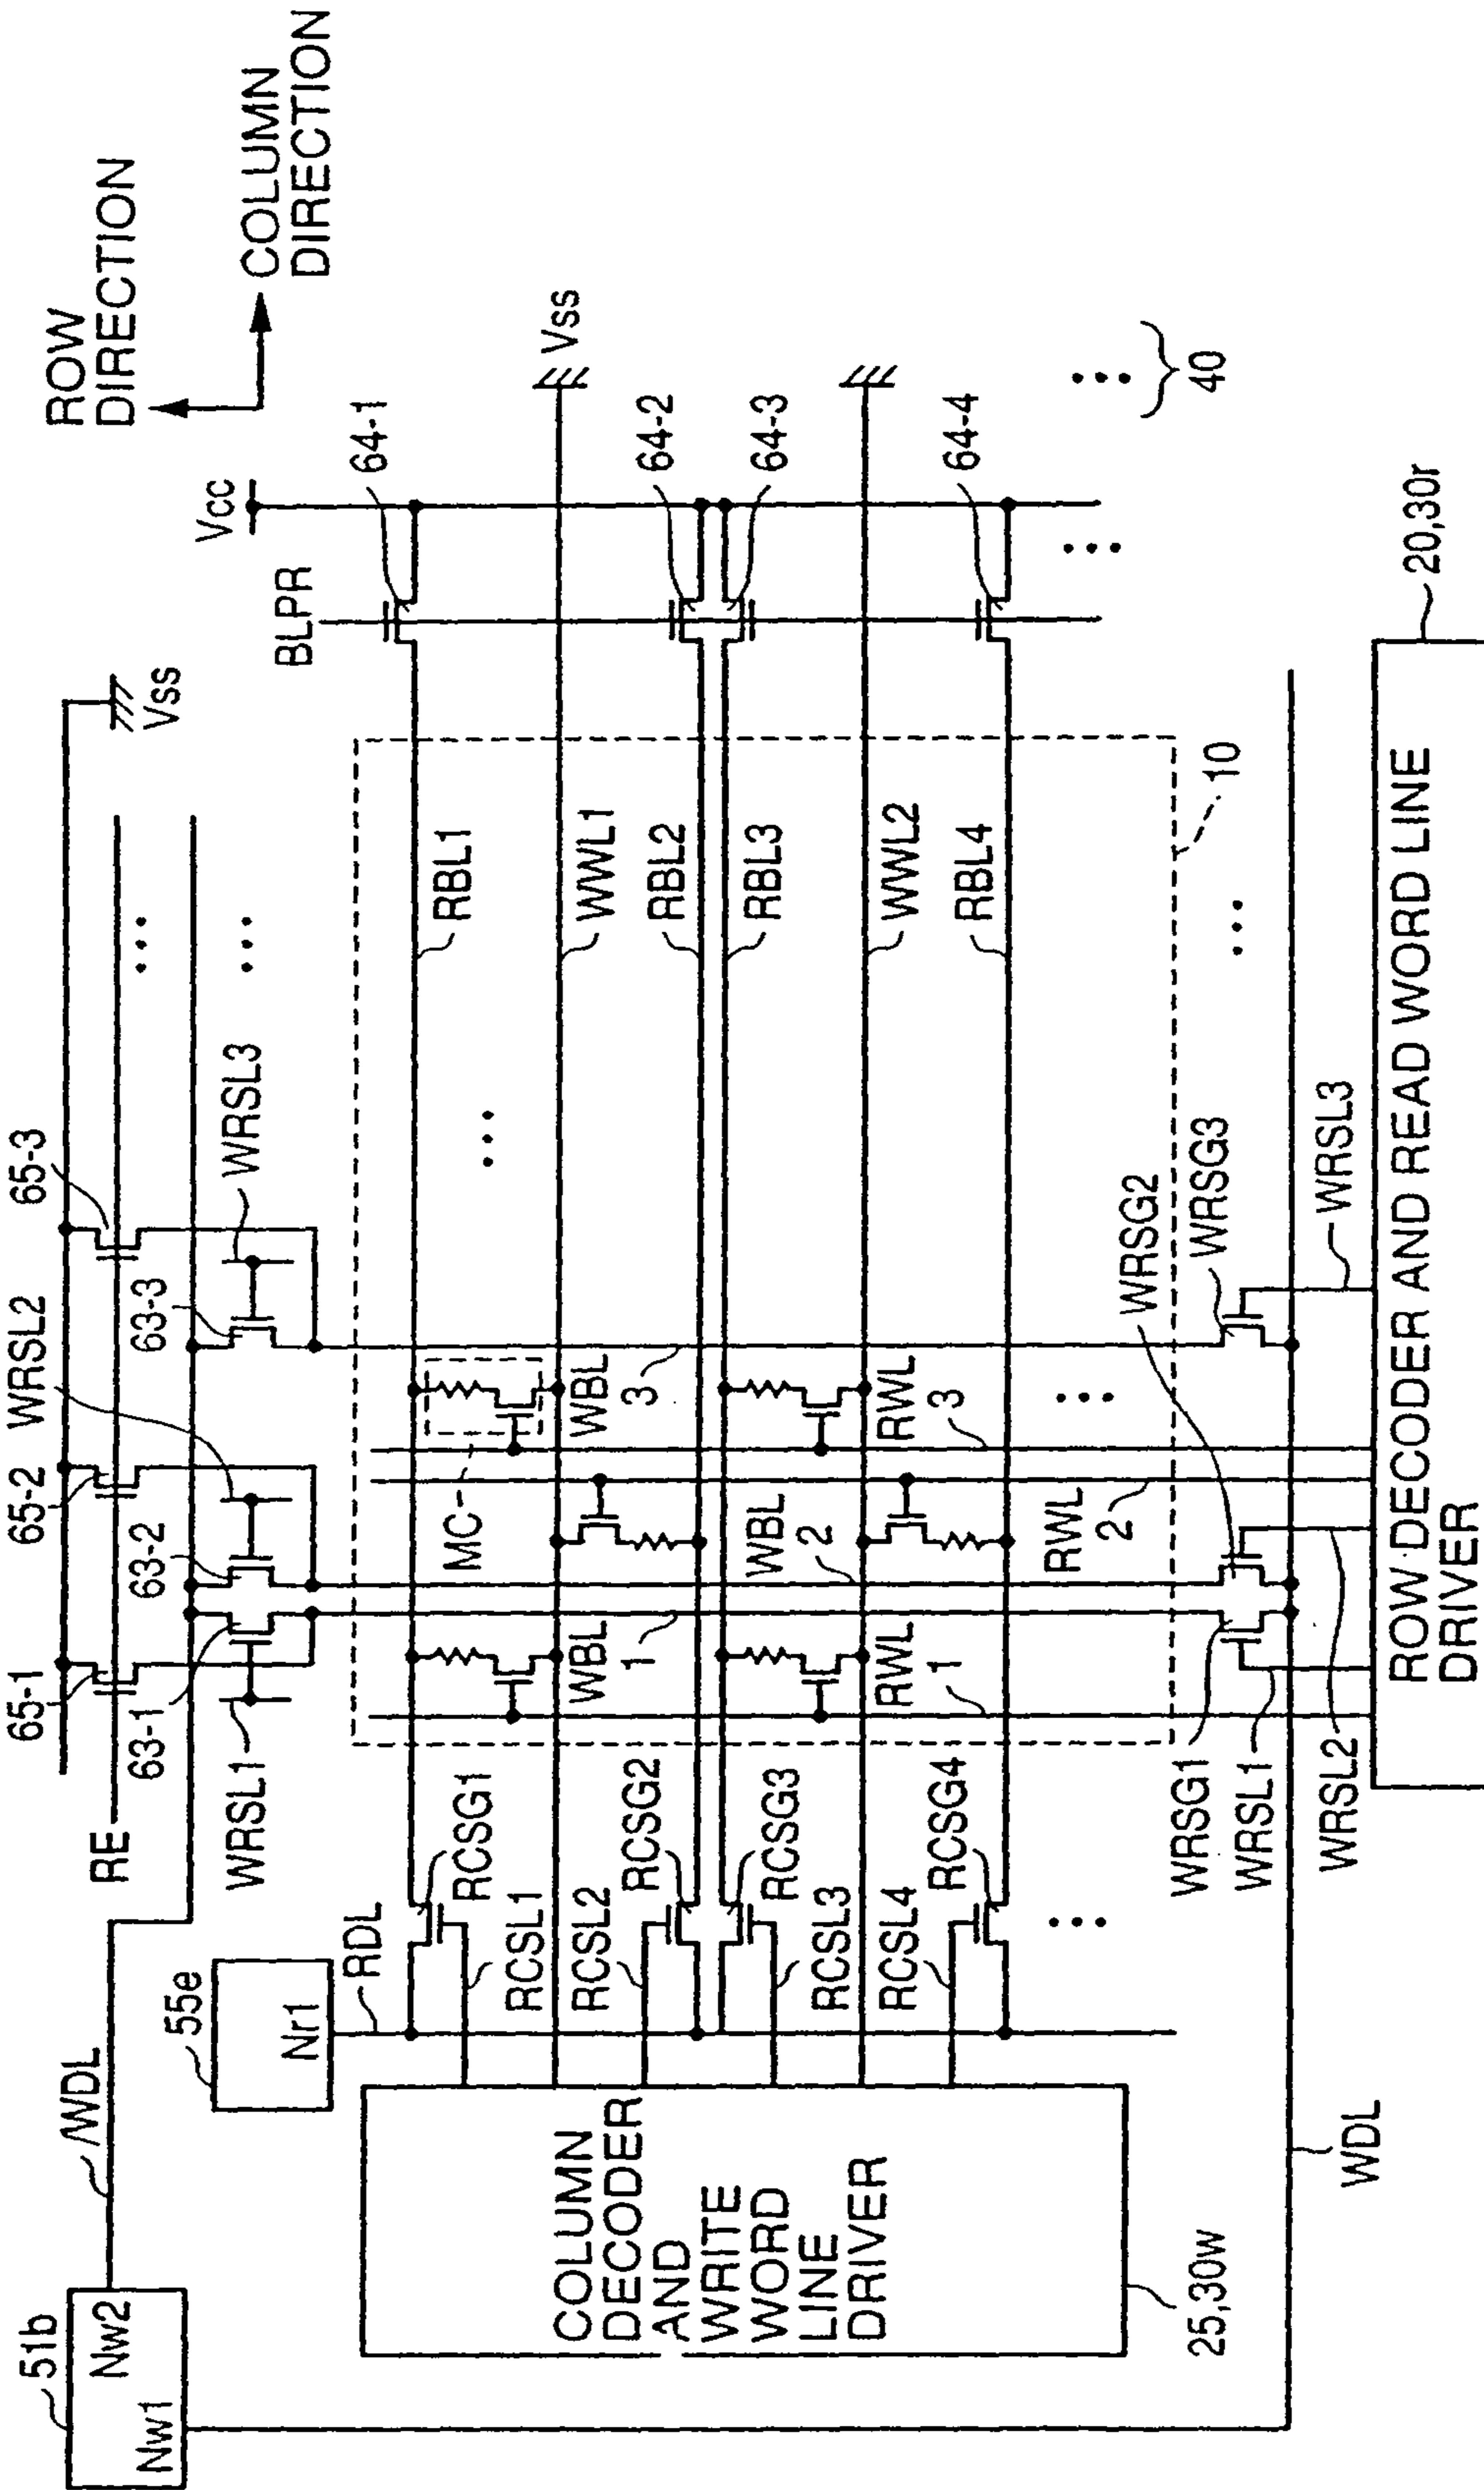 ROW
DIRECTION
COLUMN
DIRECTION
51b
Nw2
Nw1
/WDL
55e
Nr1
RDL
RE
65-1
65-2
65-3
Vss
63-1
63-2
63-3
WRSL1
WRSL2
WRSL3
Vcc
BLPR
64-1
64-2
64-3
64-4
Vss
40
COLUMN
DECODER
AND
WRITE
WORD
LINE
DRIVER
25,30w
RCSG1
RCSL1
RCSL2
RCSG2
RCSG3
RCSL3
RCSL4
RCSG4
MC
WBL
1
WBL
2
WBL
3
RWL
1
RWL
2
RWL
3
RBL1
WWL1
RBL2
RBL3
WWL2
RBL4
10
WRSG1
WRSL1
WRSL2
WRSG2
WRSG3
WRSL3
WDL
ROW DECODER AND READ WORD LINE
DRIVER
20,30r